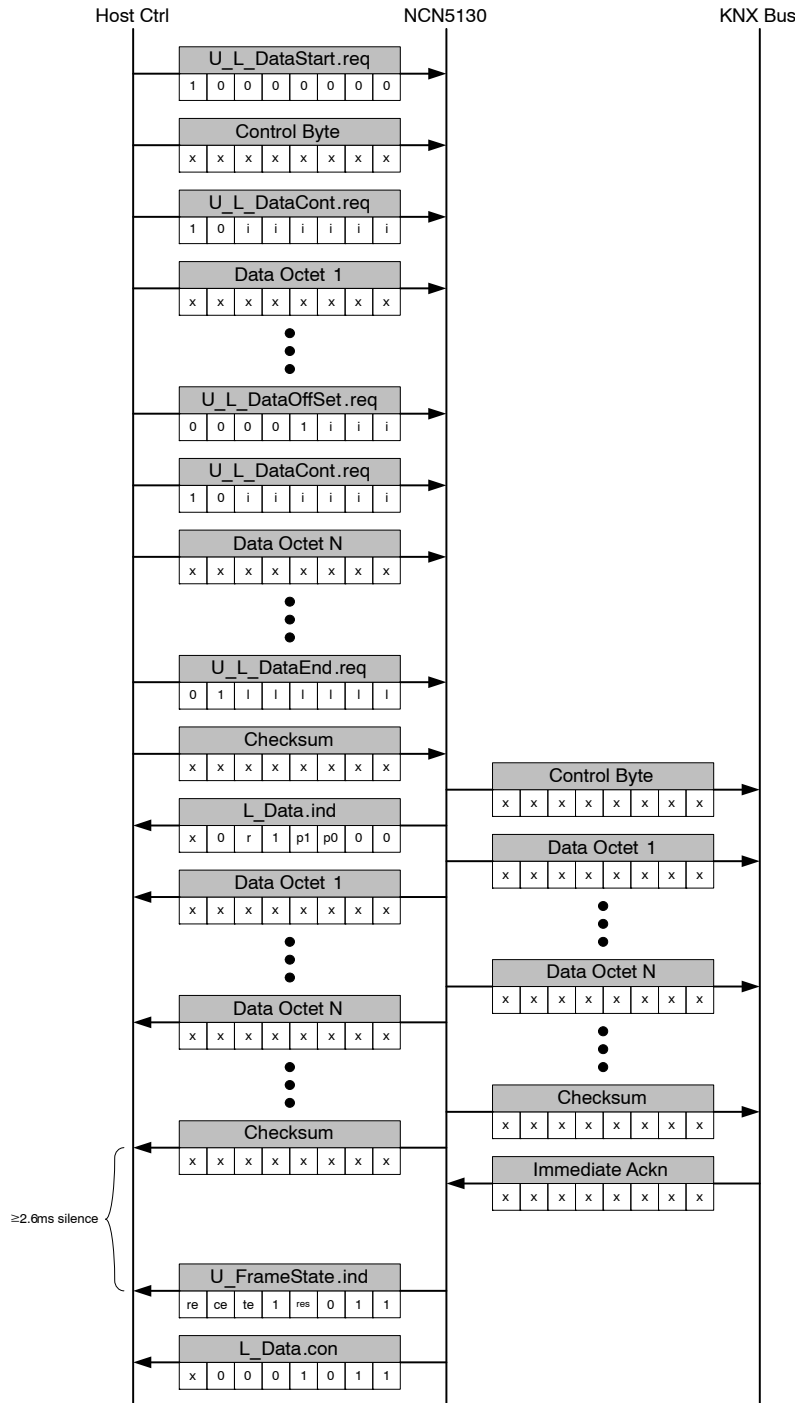 Host Ctrl NCN5130 KNX Bus
U_L_DataStart.req
1 0 0 0 0 0 0 0
Control Byte
x x x x x x x x
U_L_DataCont.req
1 0 i i i i i i
Data Octet 1
x x x x x x x x
U_L_DataOffSet.req
0 0 0 0 1 i i i
U_L_DataCont.req
1 0 i i i i i i
Data Octet N
x x x x x x x x
U_L_DataEnd.req
0 1 l l l l l l
Checksum
x x x x x x x x
Control Byte
x x x x x x x x
L_Data.ind
x 0 r 1 p1 p0 0 0
Data Octet 1
x x x x x x x x
Data Octet 1
x x x x x x x x
Data Octet N
x x x x x x x x
Data Octet N
x x x x x x x x
Checksum
x x x x x x x x
Checksum
x x x x x x x x
Immediate Ackn
x x x x x x x x
≥2.6ms silence
U_FrameState.ind
re ce te 1 res 0 1 1
L_Data.con
x 0 0 0 1 0 1 1